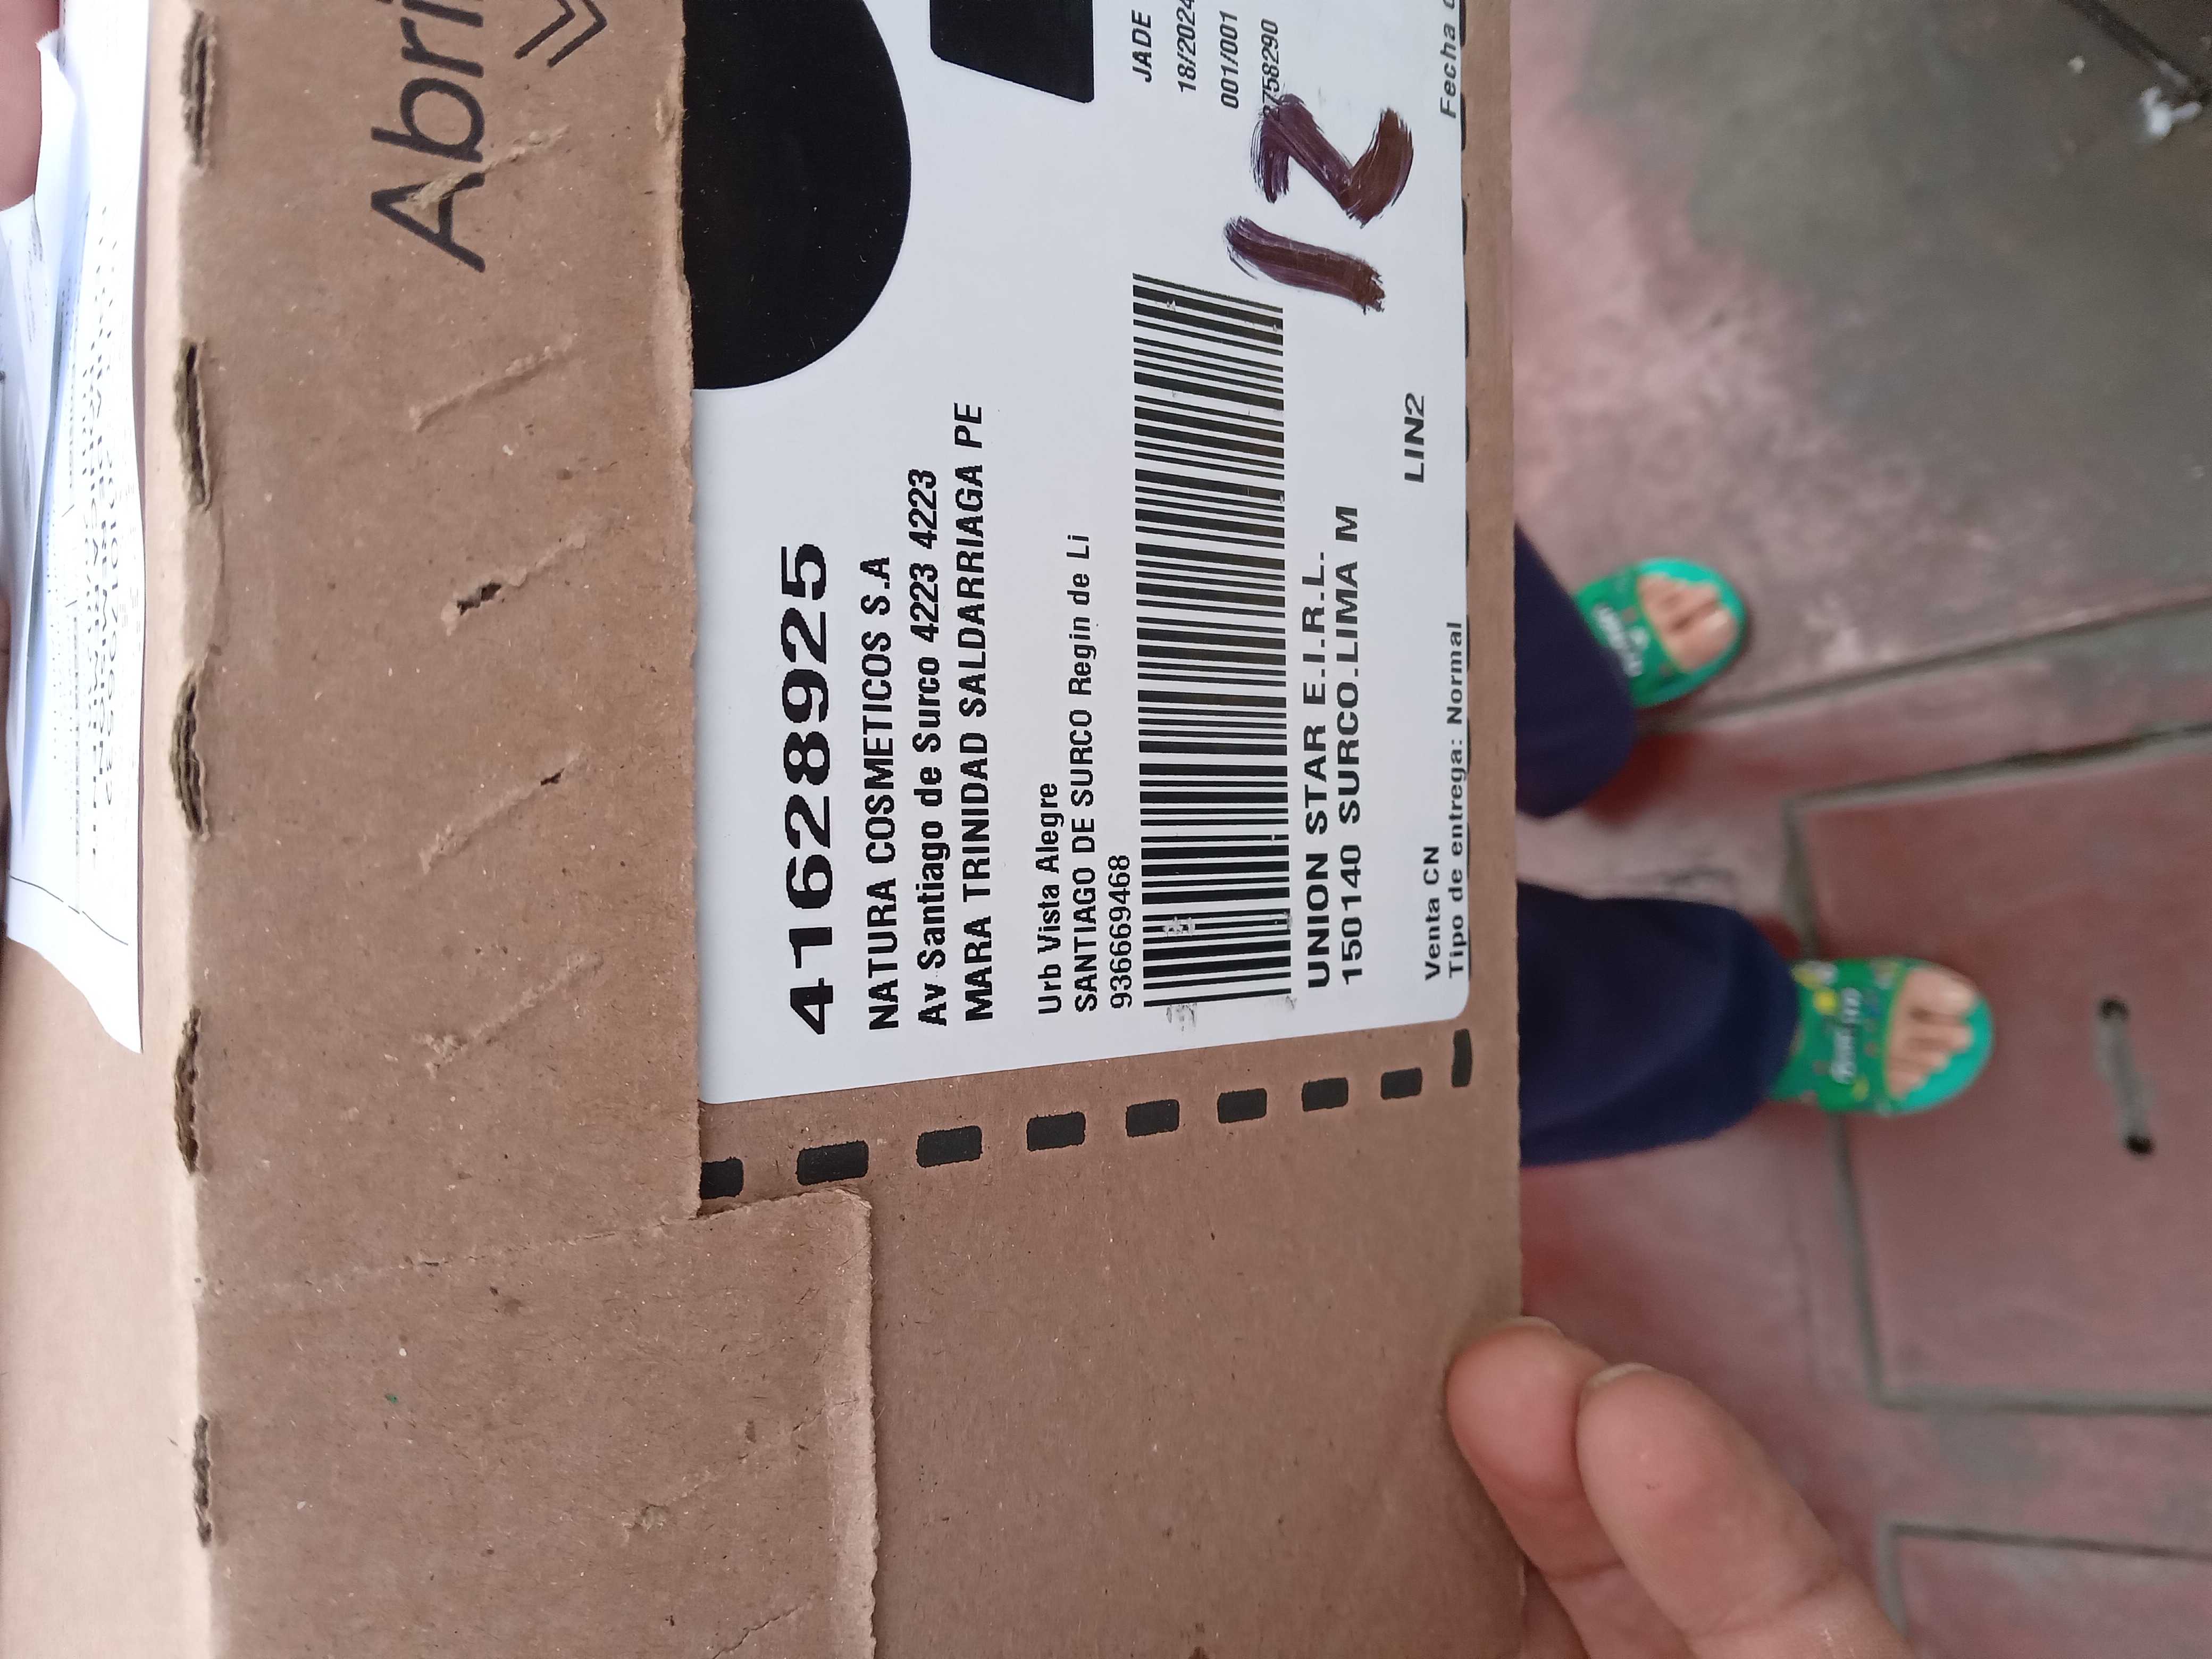 Abri
41628925
NATURA COSMETICOS S.A
Av Santiago de Surco 4223 4223
MARA TRINIDAD SALDARRIAGA PE
Urb Vista Alegre
SANTIAGO DE SURCO Regin de Li
936669468
JADE
18/2024
001/001
758290
12
UNION STAR E.I.R.L.
150140 SURCO.LIMA M
LIN2
Venta CN
Tipo de entrega: Normal
Fecha